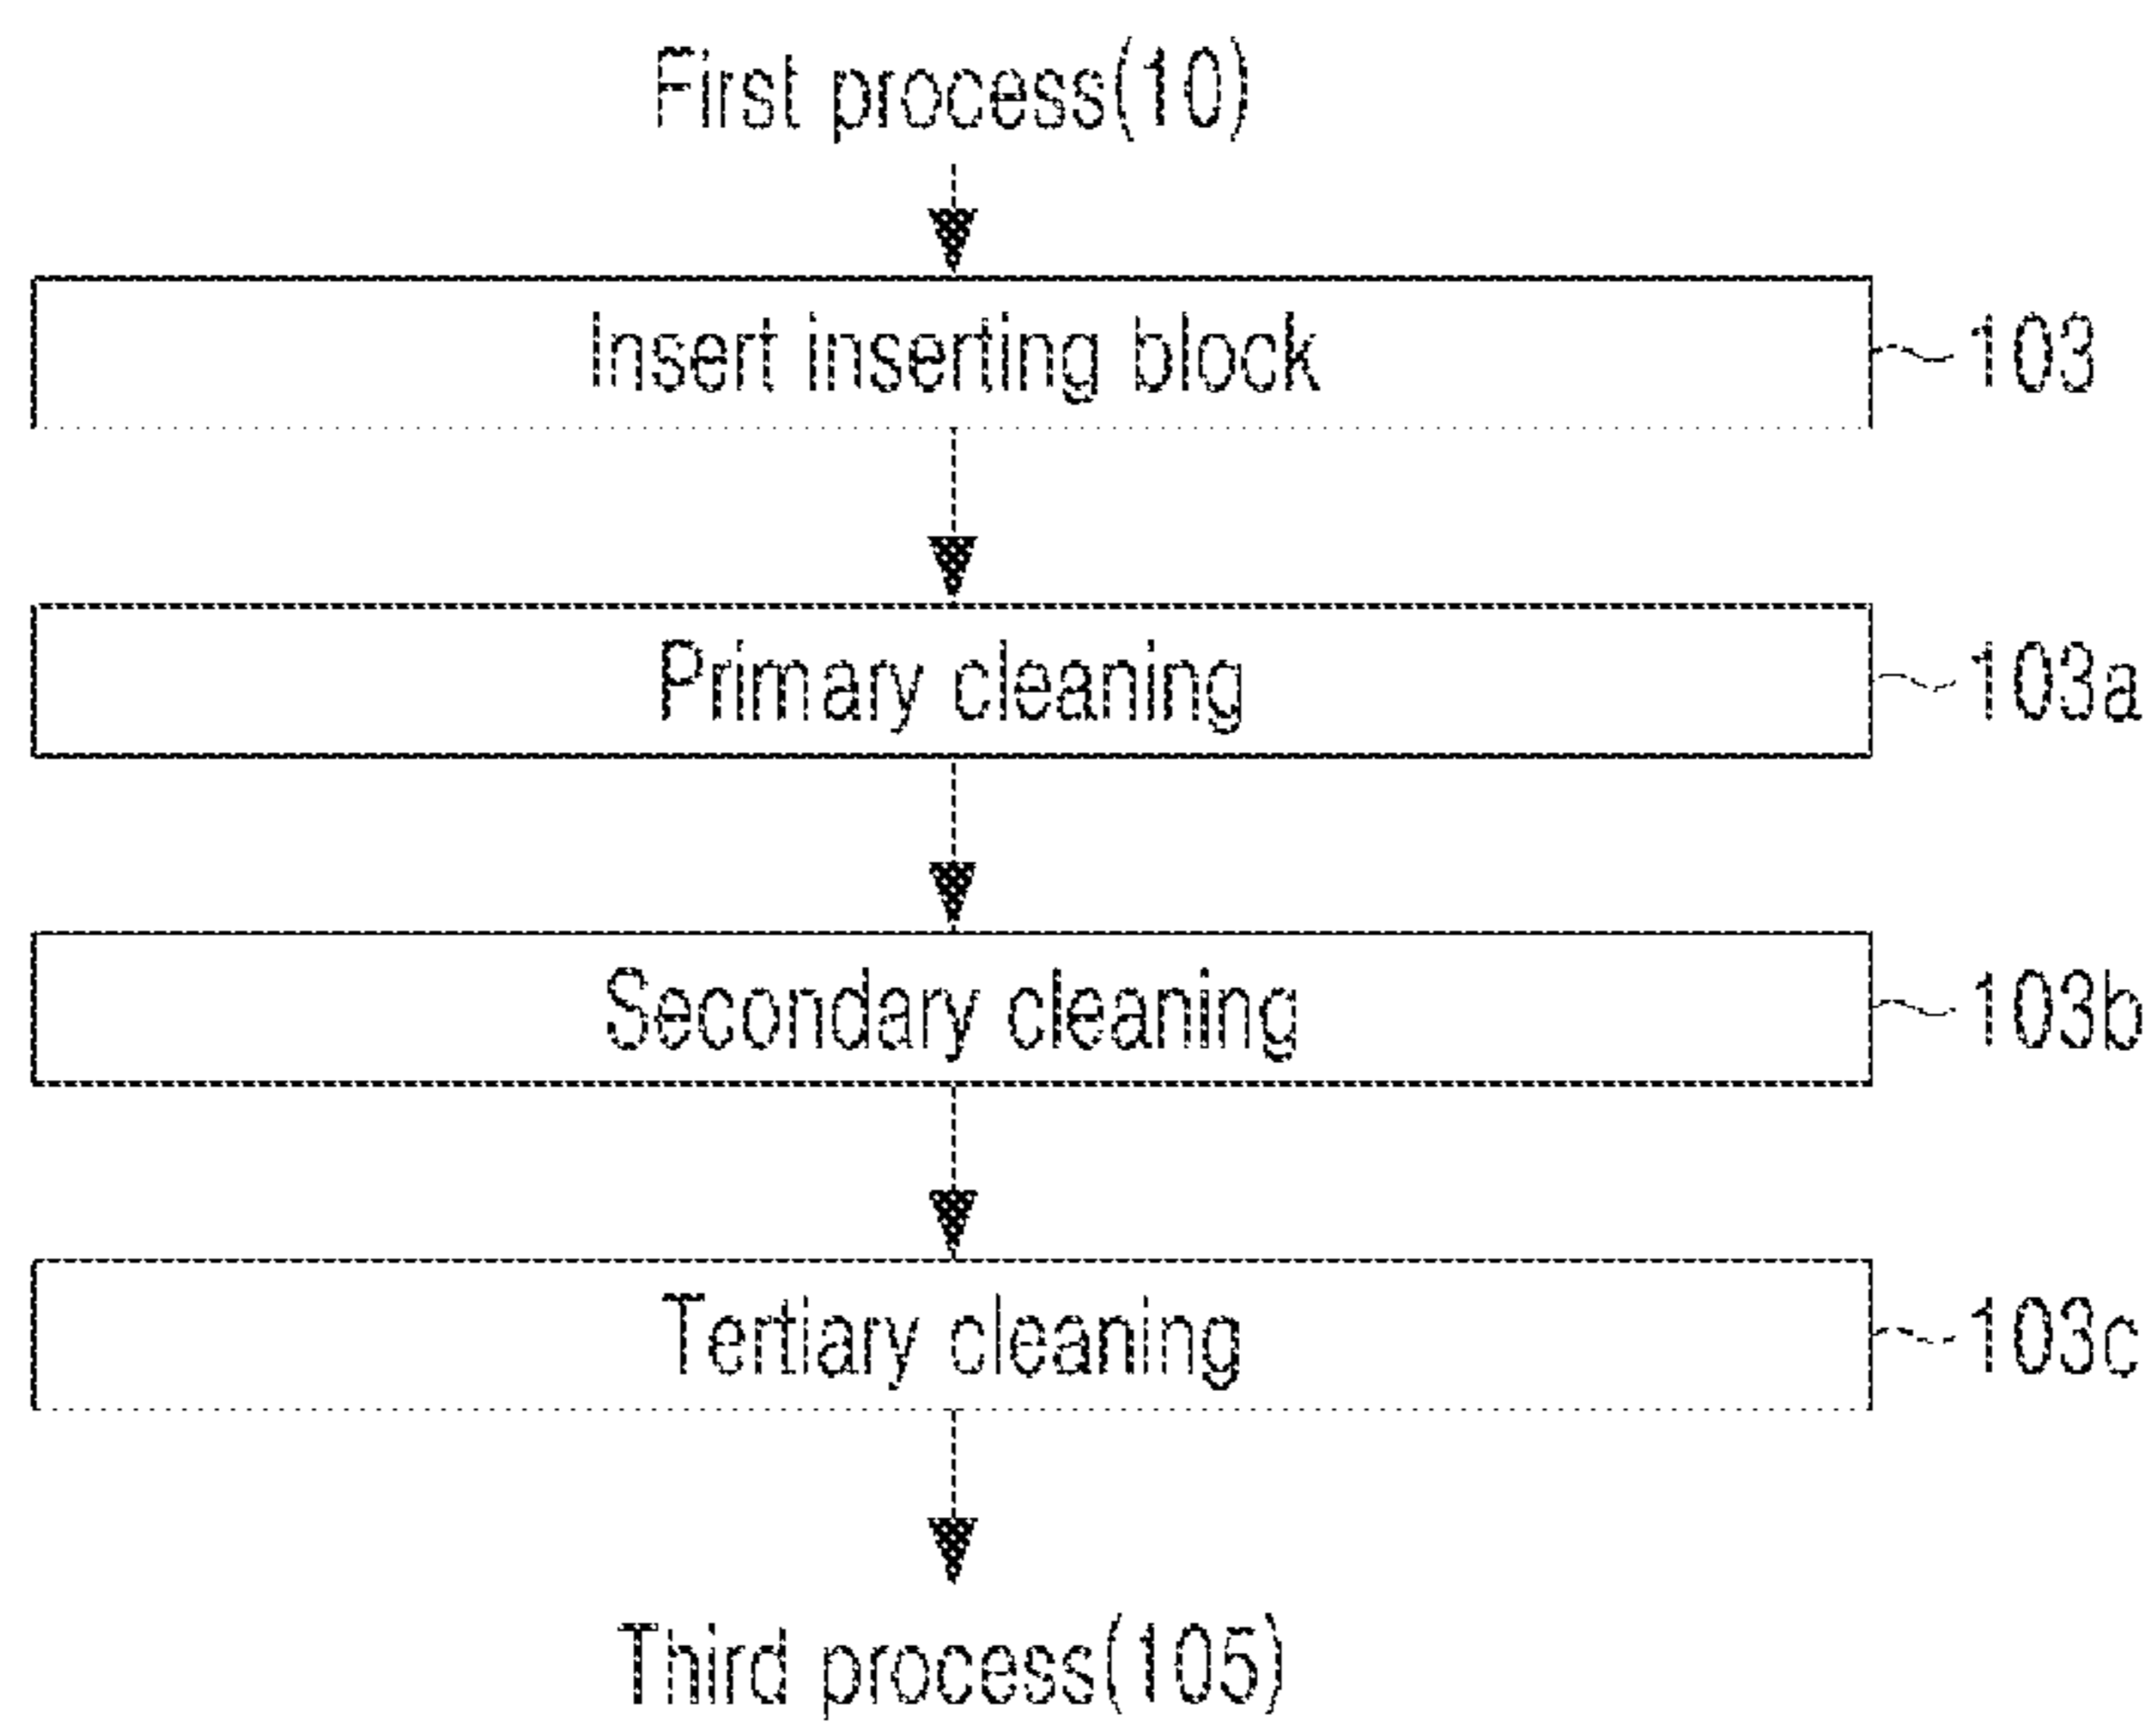 First process(10)
Insert inserting block 103
Primary cleaning 103a
Secondary cleaning 103b
Tertiary cleaning 103c
Third process(105)